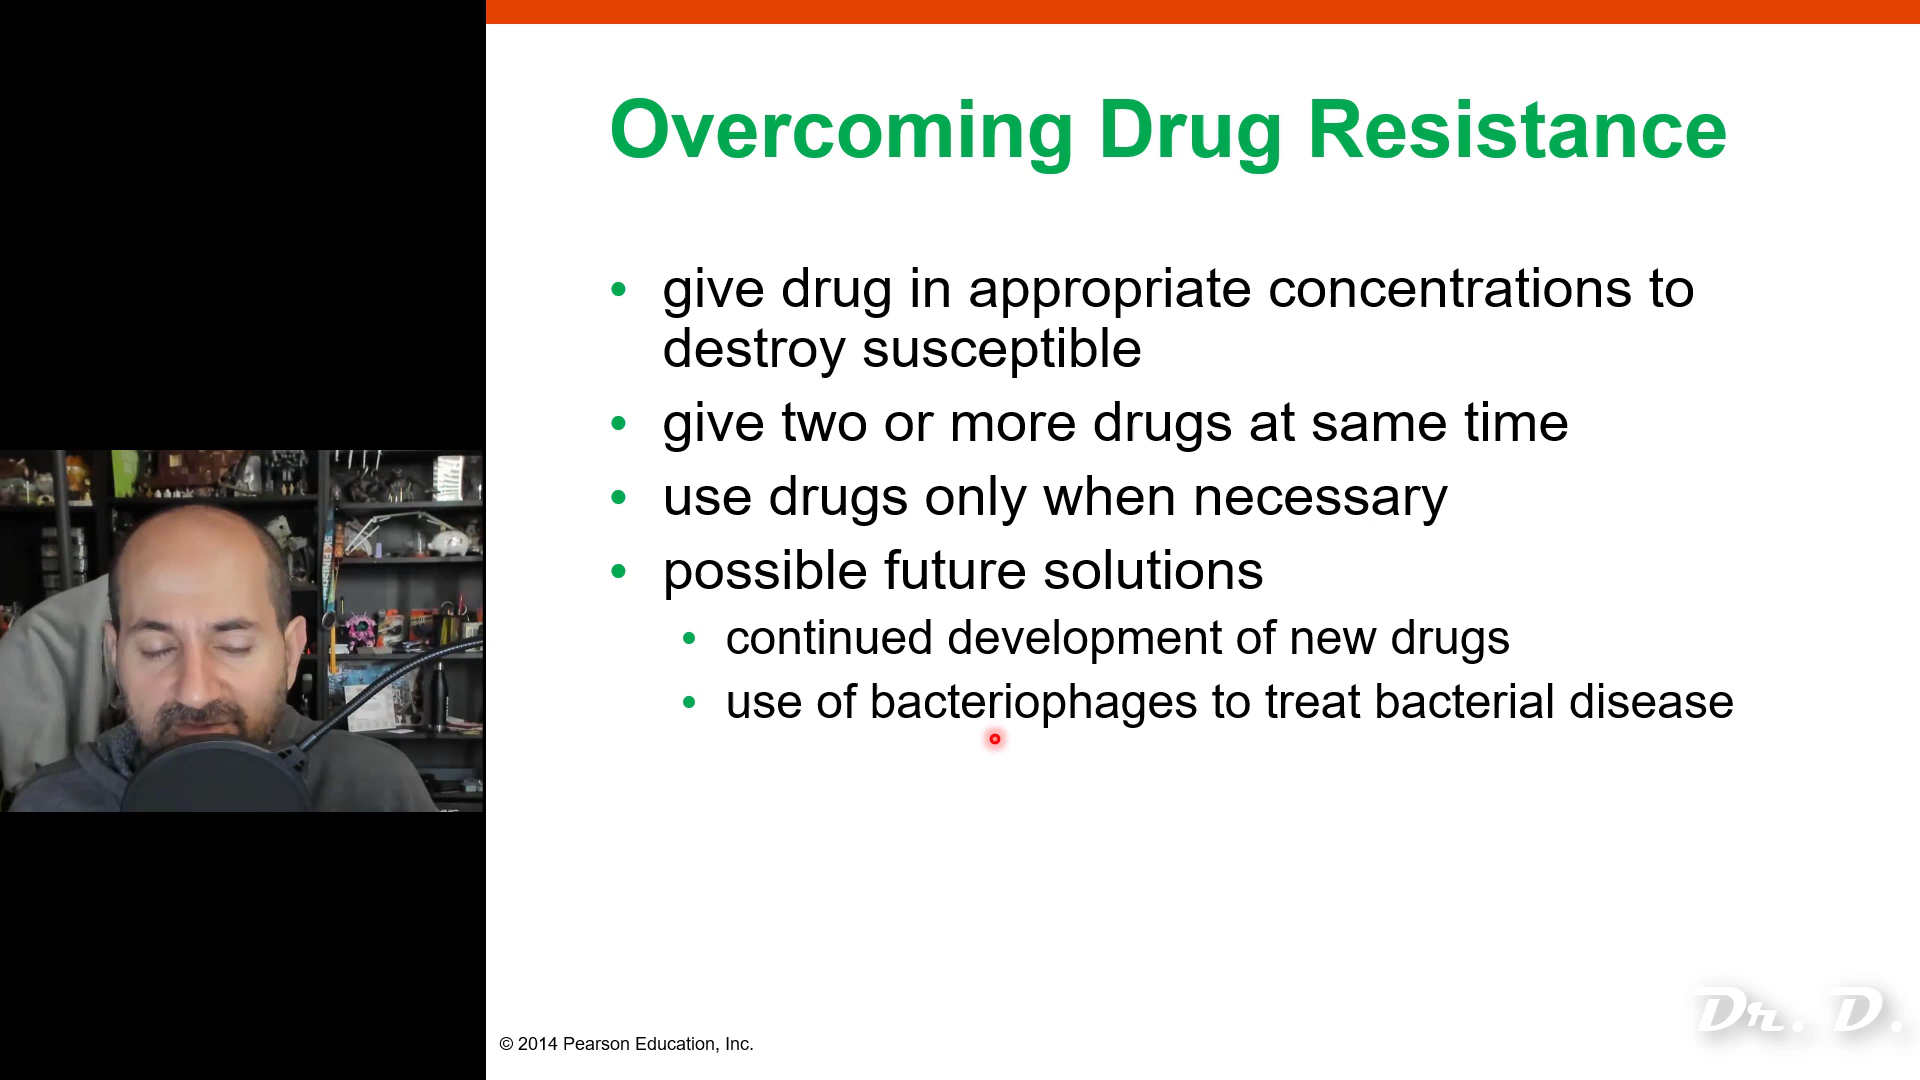 Overcoming Drug Resistance
• give drug in appropriate concentrations to
destroy susceptible
• give two or more drugs at same time
• use drugs only when necessary
• possible future solutions
• continued development of new drugs
• use of bacteriophages to treat bacterial disease
5K FINISH
© 2014 Pearson Education, Inc.
Dr. D.